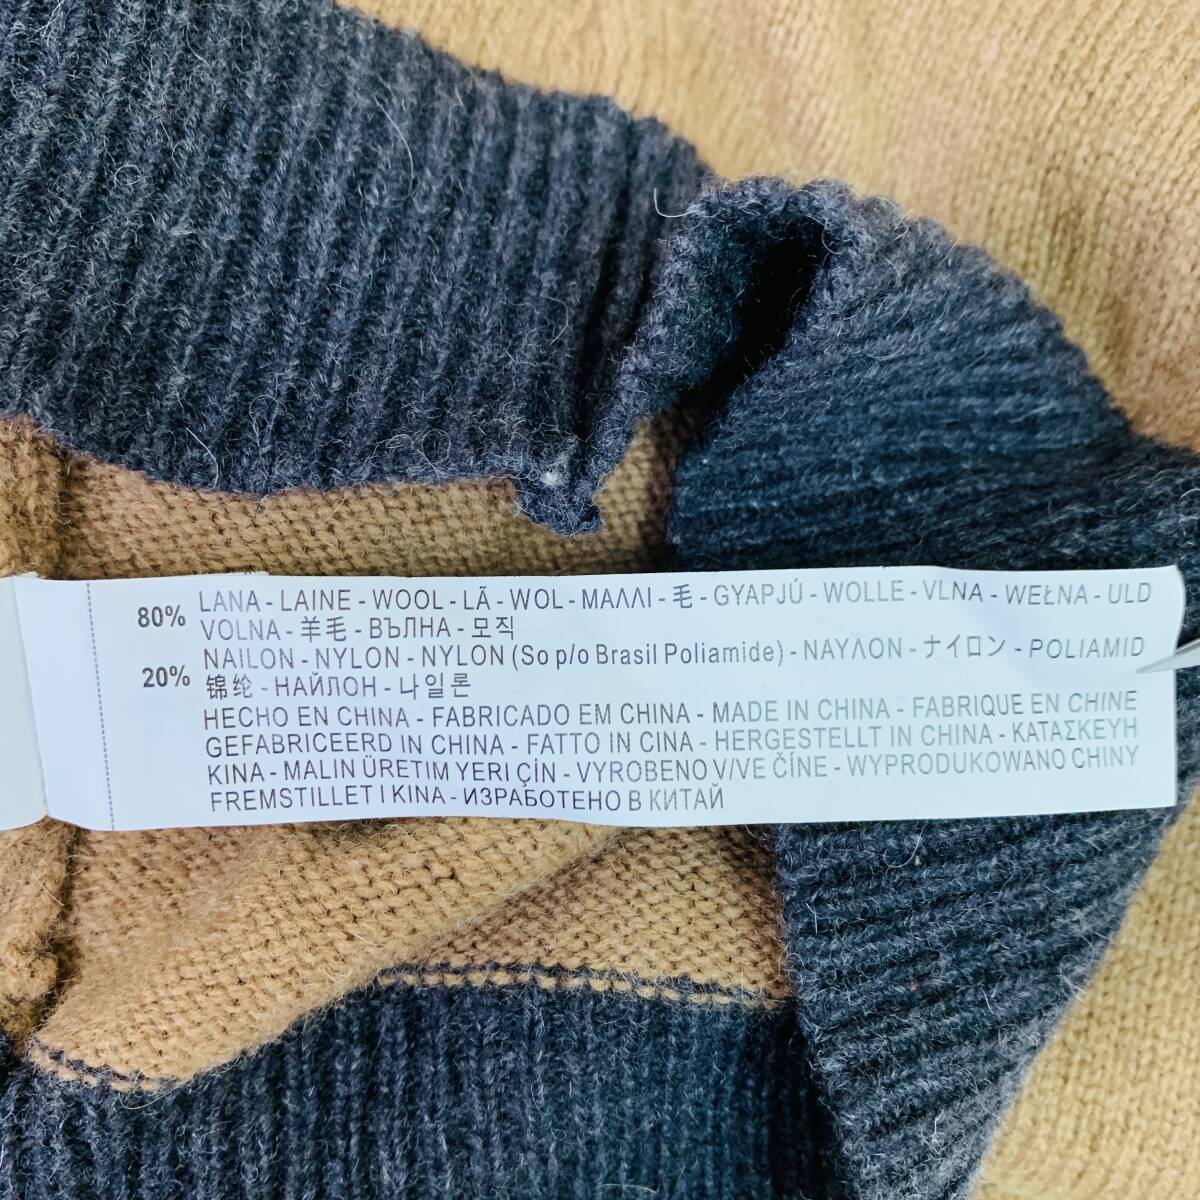 80% LANA - LAINE - WOOL - LÃ - WOL - ΜΑΛΛΙ - 毛 - GYAPJÚ - WOLLE - VLNA - WEŁNA - ULD
VOLNA - 羊毛 - ВЪЛНА - 모직
20% NAILON - NYLON - NYLON (So p/o Brasil Poliamide) - ΝΑΥΛΟΝ - ナイロン - POLIAMID
锦纶 - НАЙЛОН - 나일론
HECHO EN CHINA - FABRICADO EM CHINA - MADE IN CHINA - FABRIQUE EN CHINE
GEFABRICEERD IN CHINA - FATTO IN CINA - HERGESTELLT IN CHINA - ΚΑΤΑΣΚΕΥΗ
KINA - MALIN ÜRETIM YERI ÇİN - VYROBENO V/VE ČÍNE - WYPRODUKOWANO CHINY
FREMSTILLET I KINA - ИЗРАБОТЕНО В КИТАЙ